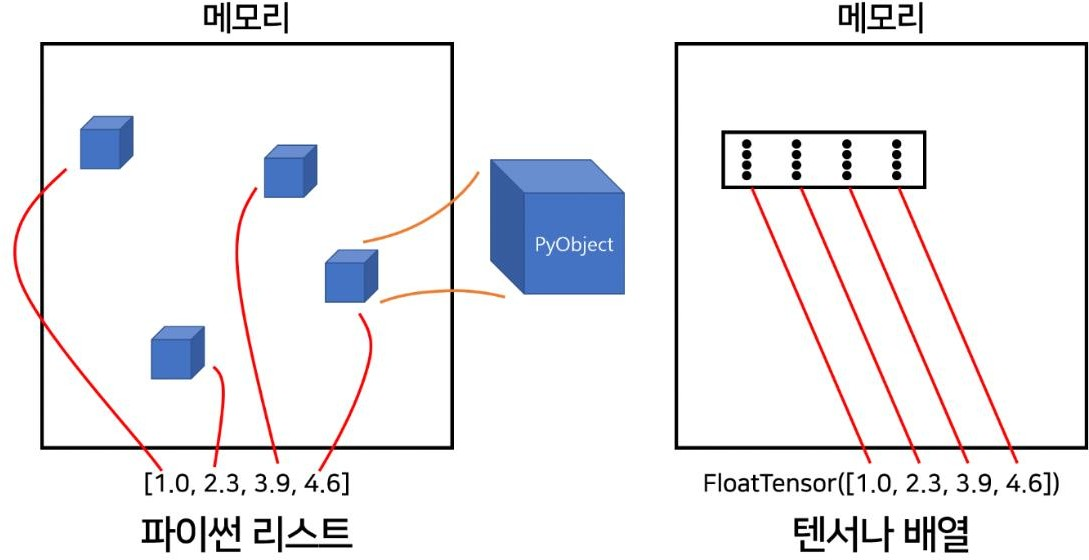 메모리
메모리
PyObject
[1.0, 2.3, 3.9, 4.6]
FloatTensor([1.0, 2.3, 3.9, 4.6])
파이썬 리스트
텐서나 배열